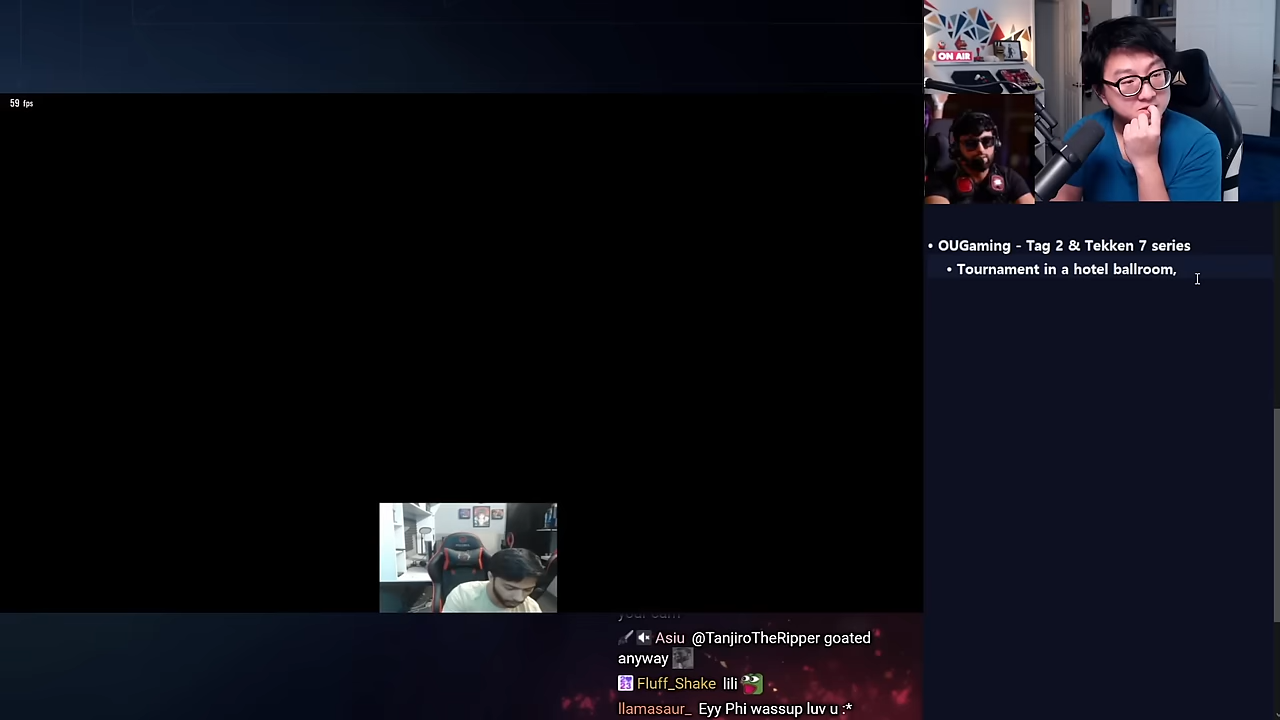 59 fps
ON AIR
• OUGaming - Tag 2 & Tekken 7 series
• Tournament in a hotel ballroom,
Asiu @TanjiroTheRipper goated
anyway
Fluff_Shake lili
llamasaur_ Eyy Phi wassup luv u :*